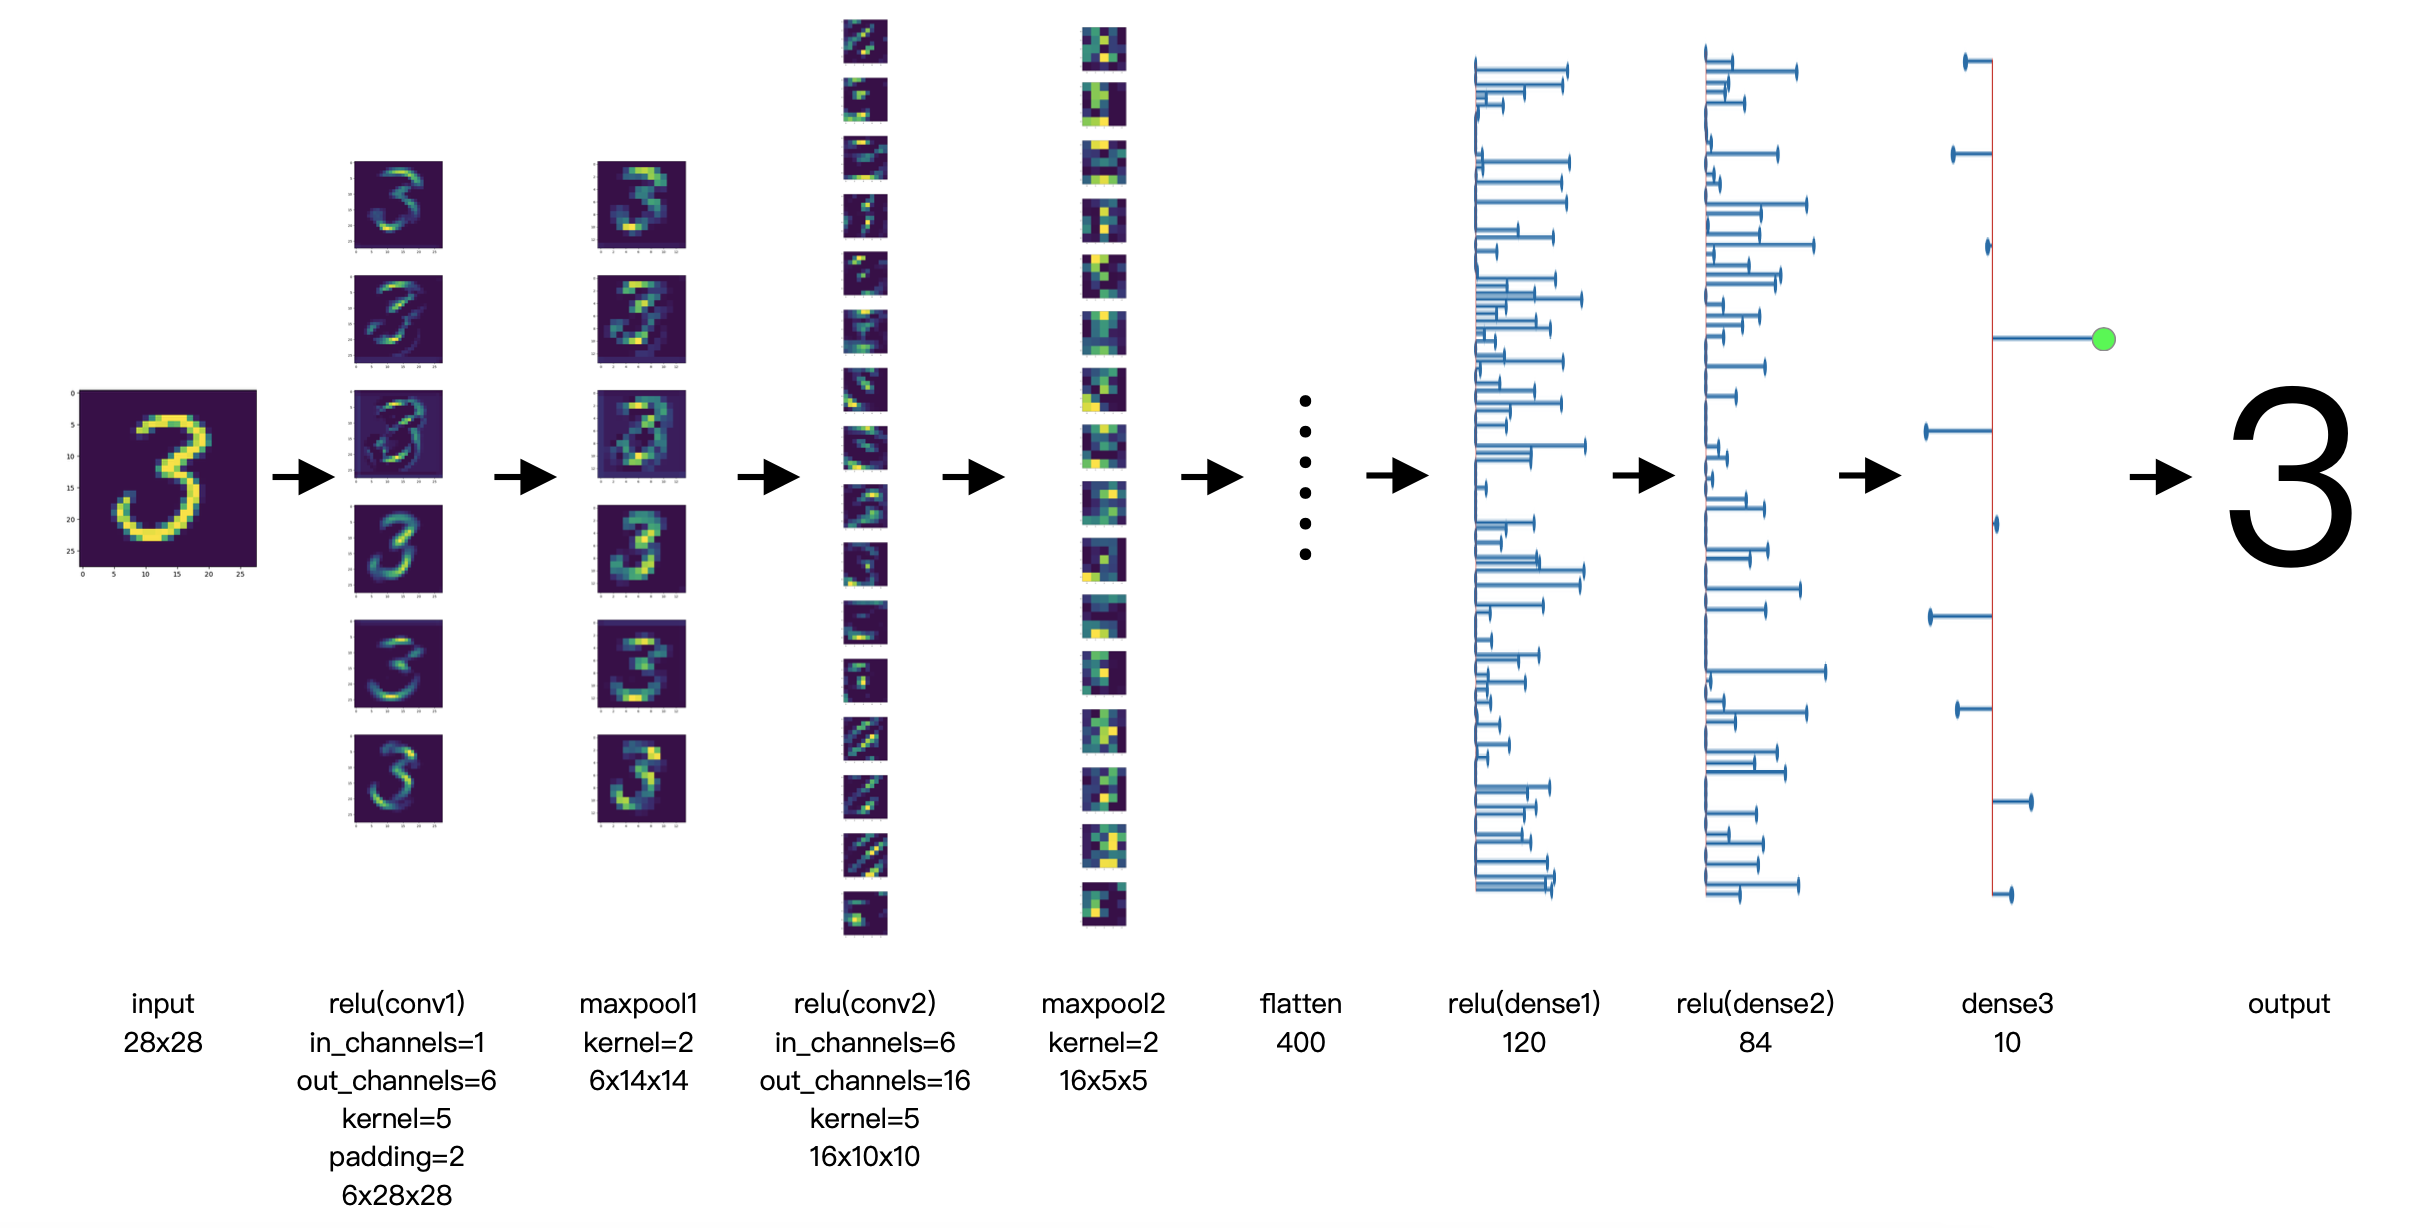 0
5
10
15
20
25
0 5 10 15 20 25
3
input
28x28
relu(conv1)
in_channels=1
out_channels=6
kernel=5
padding=2
6x28x28
maxpool1
kernel=2
6x14x14
relu(conv2)
in_channels=6
out_channels=16
kernel=5
16x10x10
maxpool2
kernel=2
16x5x5
flatten
400
relu(dense1)
120
relu(dense2)
84
dense3
10
output